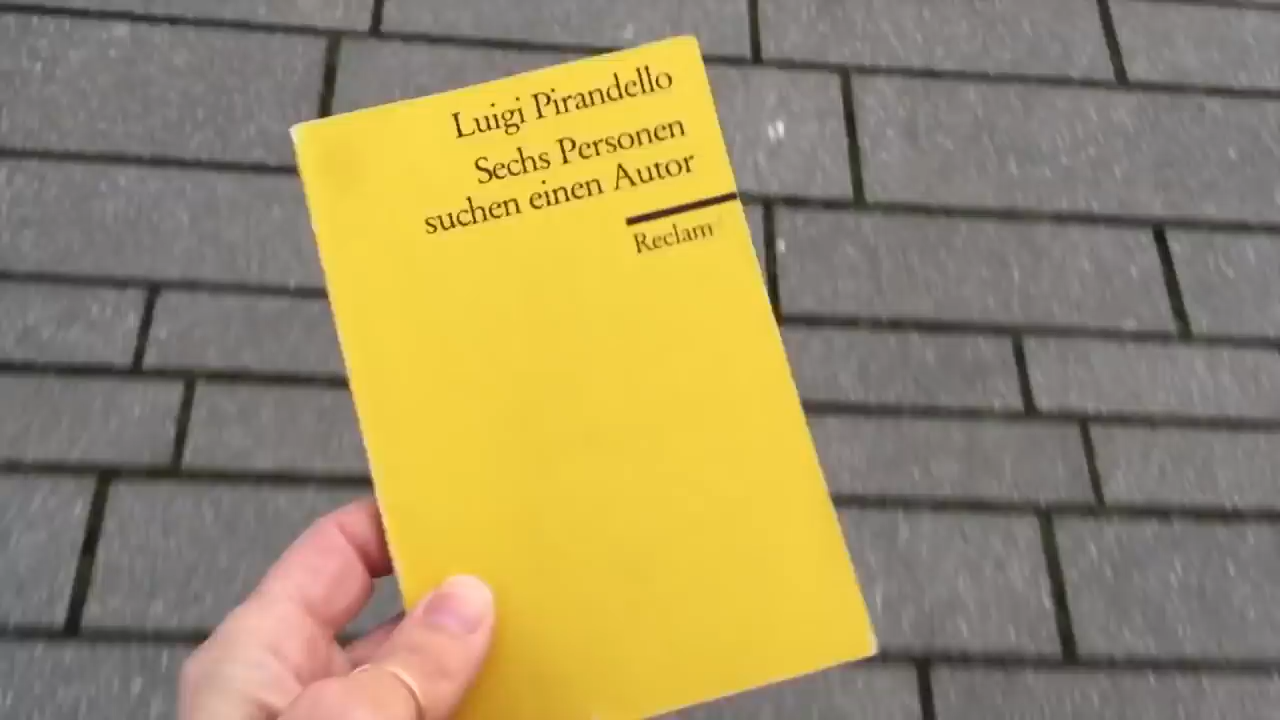 Luigi Pirandello
Sechs Personen
suchen einen Autor
Reclam